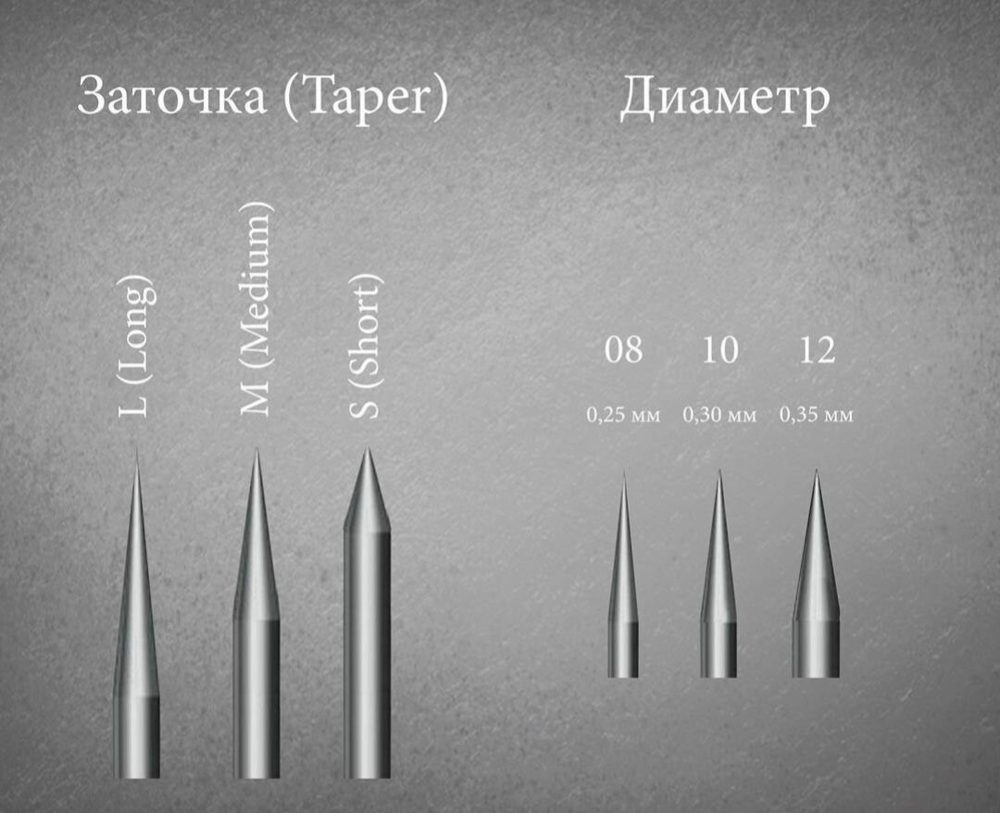 Заточка (Taper)
L (Long)
M (Medium)
S (Short)
Диаметр
08 10 12
0,25 мм 0,30 мм 0,35 мм